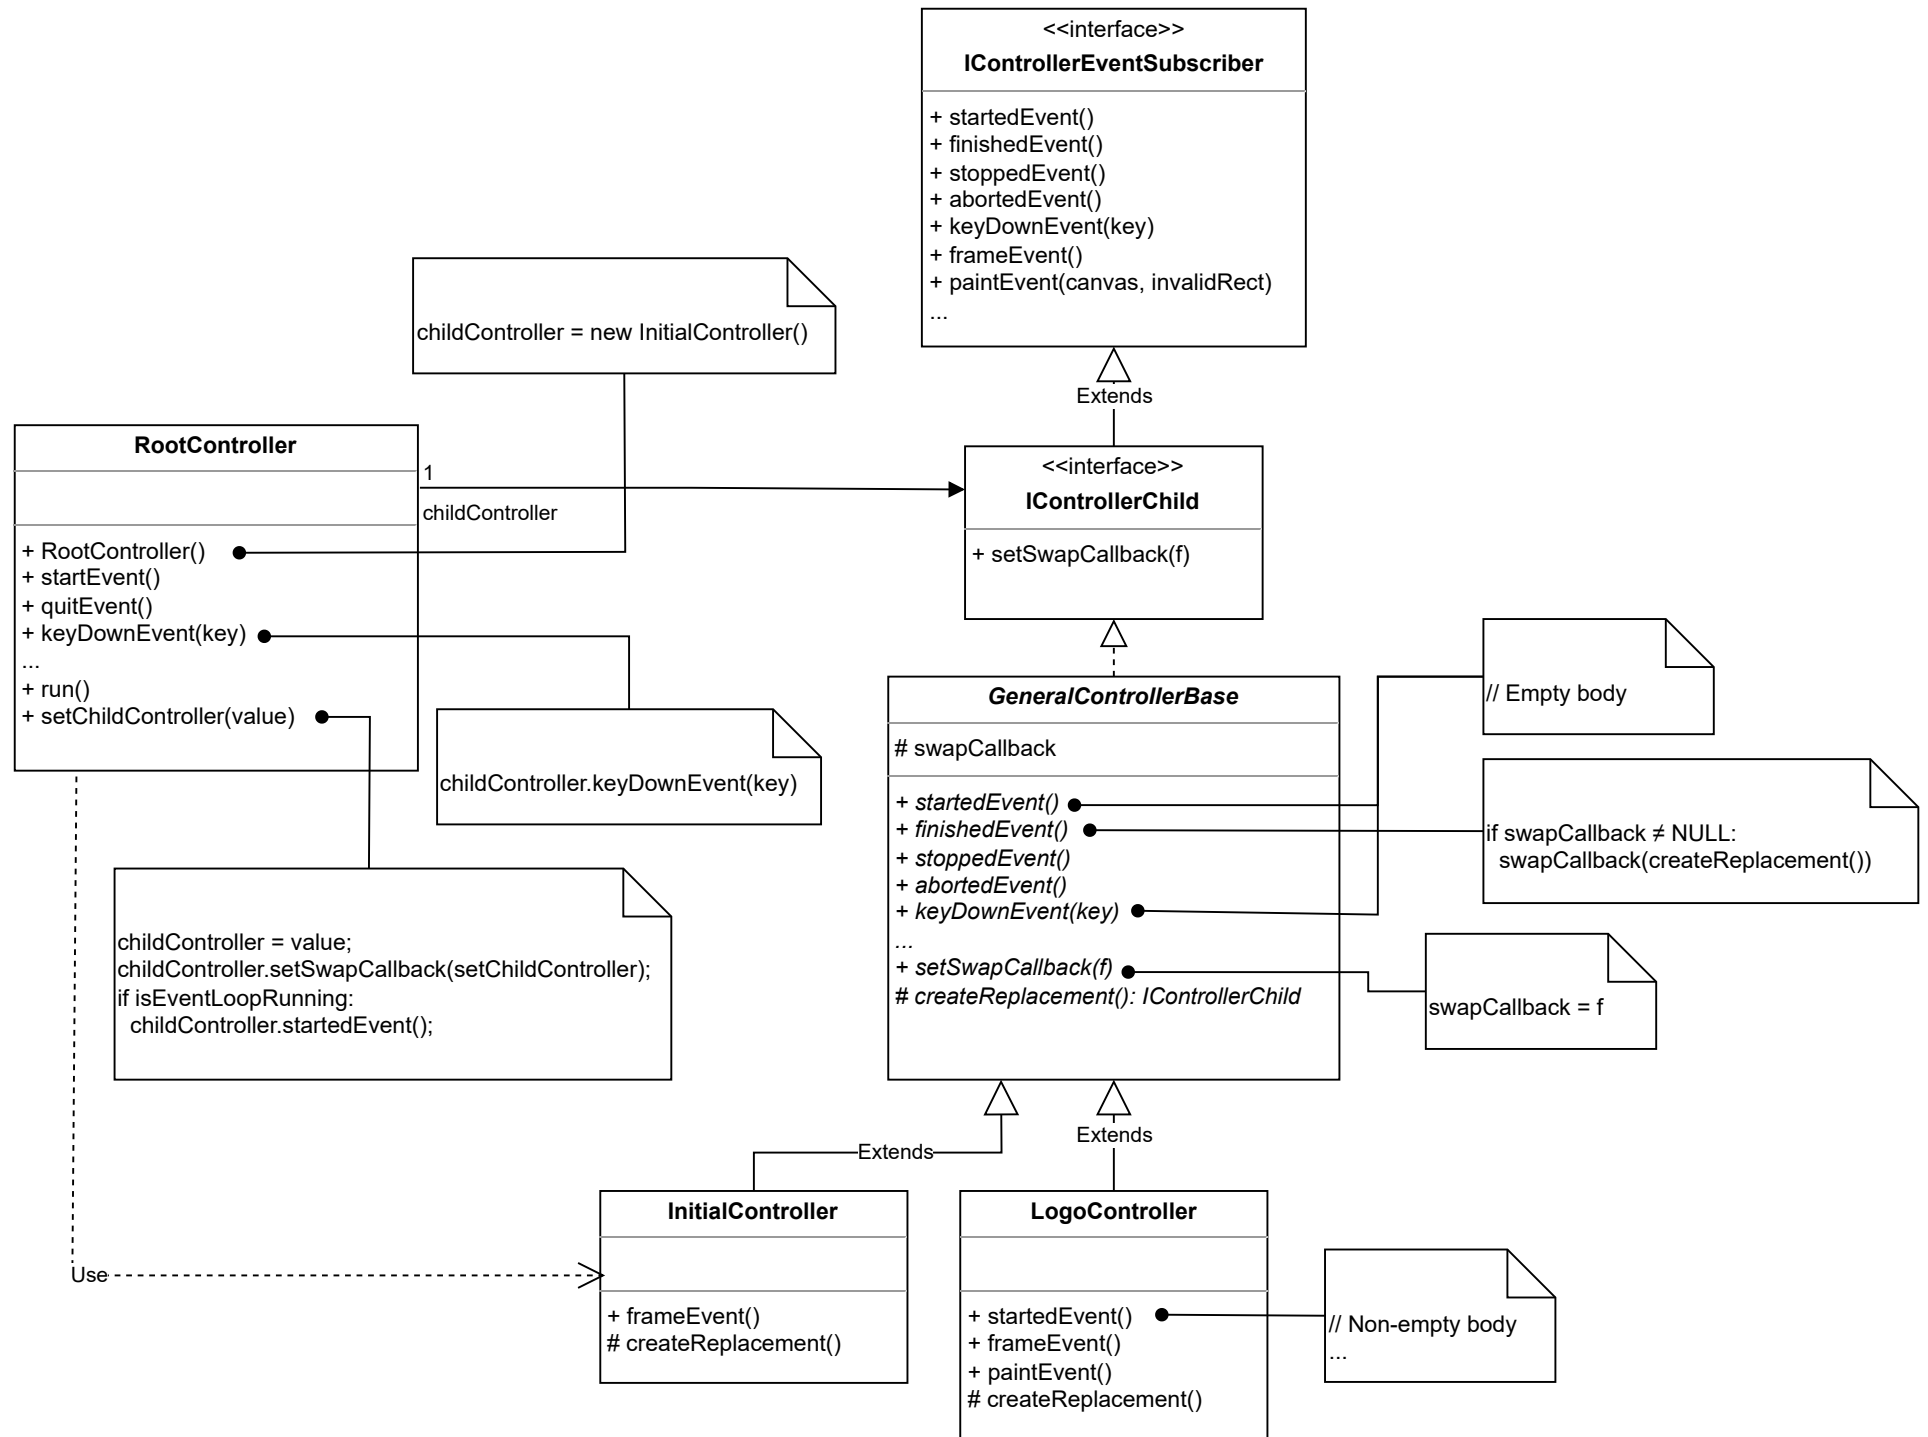 <<interface>>
IControllerEventSubscriber
+ startedEvent()
+ finishedEvent()
+ stoppedEvent()
+ abortedEvent()
+ keyDownEvent(key)
+ frameEvent()
+ paintEvent(canvas, invalidRect)
...
childController = new InitialController()
Extends
RootController
+ RootController()
+ startEvent()
+ quitEvent()
+ keyDownEvent(key)
...
+ run()
+ setChildController(value)
1
childController
<<interface>>
IControllerChild
+ setSwapCallback(f)
childController.keyDownEvent(key)
childController = value;
childController.setSwapCallback(setChildController);
if isEventLoopRunning:
childController.startedEvent();
GeneralControllerBase
# swapCallback
+ startedEvent()
+ finishedEvent()
+ stoppedEvent()
+ abortedEvent()
+ keyDownEvent(key)
...
+ setSwapCallback(f)
# createReplacement(): IControllerChild
// Empty body
if swapCallback ≠ NULL:
swapCallback(createReplacement())
swapCallback = f
Extends
Extends
Use
InitialController
+ frameEvent()
# createReplacement()
LogoController
+ startedEvent()
+ frameEvent()
+ paintEvent()
# createReplacement()
// Non-empty body
...